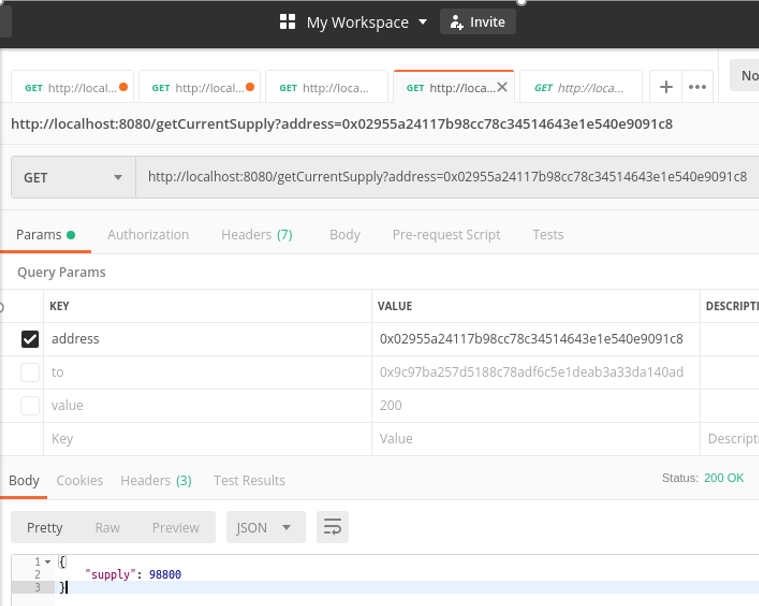 My Workspace Invite
GET http://local... GET http://local... GET http://loca... GET http://loca... GET http://loca... + ••• No
http://localhost:8080/getCurrentSupply?address=0x02955a24117b98cc78c34514643e1e540e9091c8
GET http://localhost:8080/getCurrentSupply?address=0x02955a24117b98cc78c34514643e1e540e9091c8
Params Authorization Headers (7) Body Pre-request Script Tests
Query Params
KEY VALUE DESCRIPTI
address 0x02955a24117b98cc78c34514643e1e540e9091c8
to 0x9c97ba257d5188c78adf6c5e1deab3a33da140ad
value 200
Key Value Descripti
Body Cookies Headers (3) Test Results Status: 200 OK
Pretty Raw Preview JSON
1 {
2 "supply": 98800
3 }